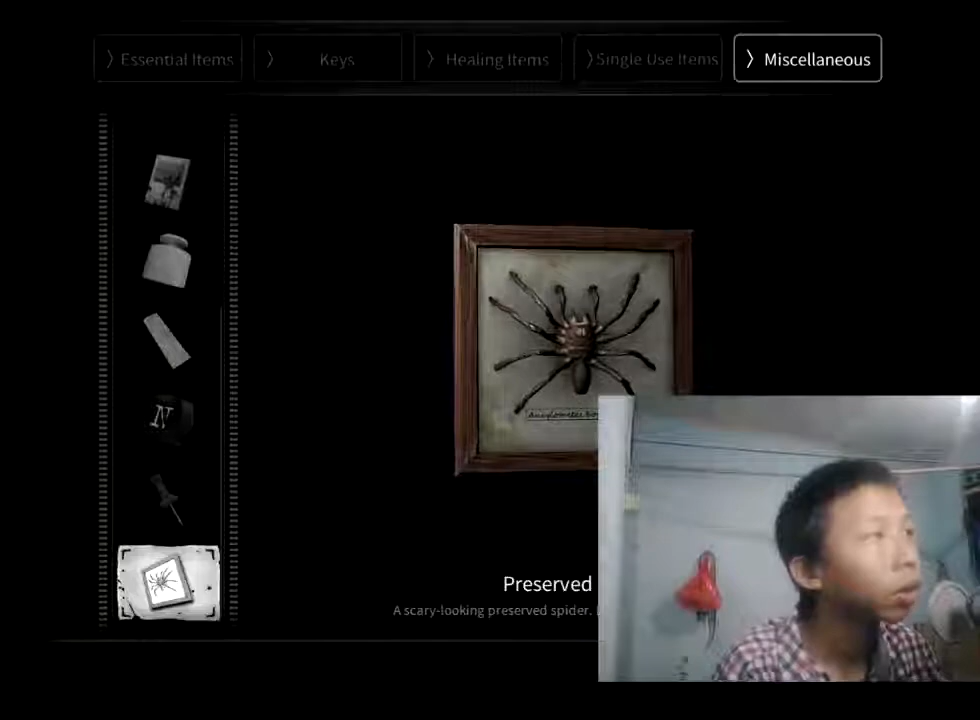 Essential Items
Keys
Healing Items
Single Use Items
Miscellaneous
N
Preserved
A scary-looking preserved spider.